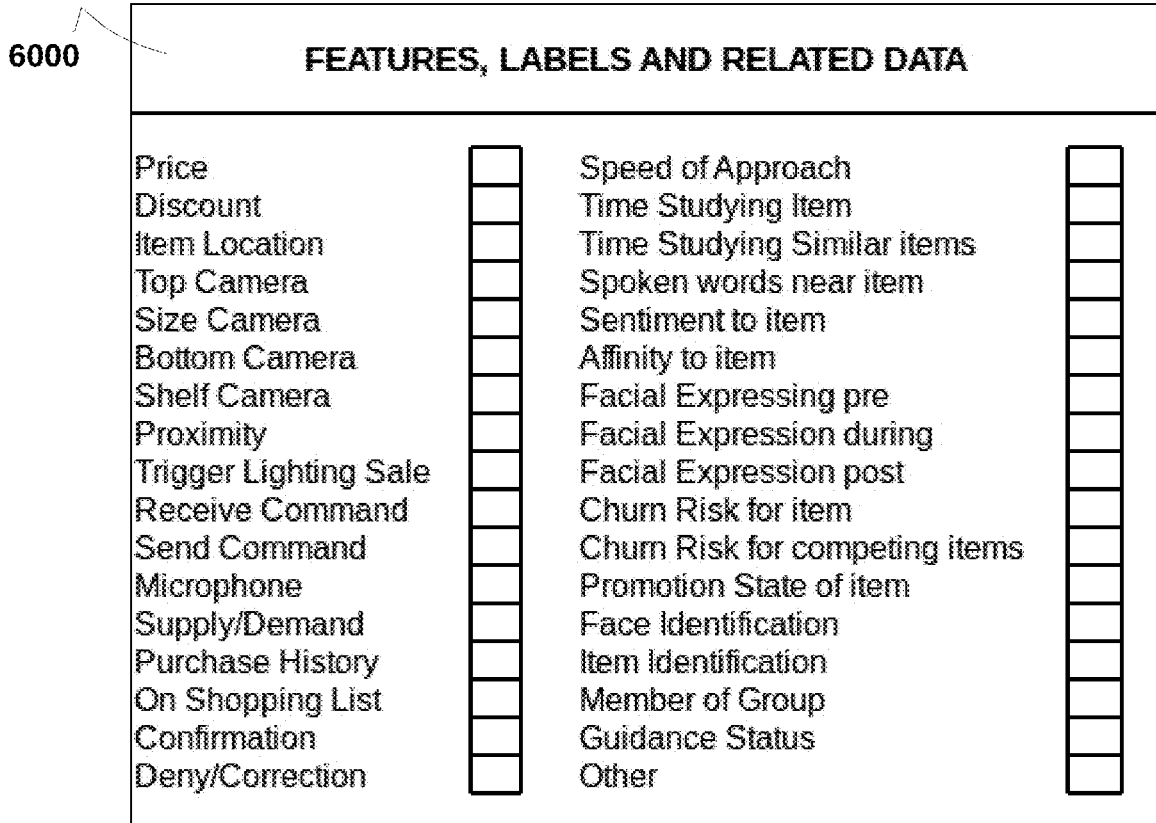 6000
FEATURES, LABELS AND RELATED DATA
Price
Discount
Item Location
Top Camera
Size Camera
Bottom Camera
Shelf Camera
Proximity
Trigger Lighting Sale
Receive Command
Send Command
Microphone
Supply/Demand
Purchase History
On Shopping List
Confirmation
Deny/Correction
Speed of Approach
Time Studying Item
Time Studying Similar items
Spoken words near item
Sentiment to item
Affinity to item
Facial Expressing pre
Facial Expression during
Facial Expression post
Churn Risk for item
Churn Risk for competing items
Promotion State of item
Face Identification
Item Identification
Member of Group
Guidance Status
Other